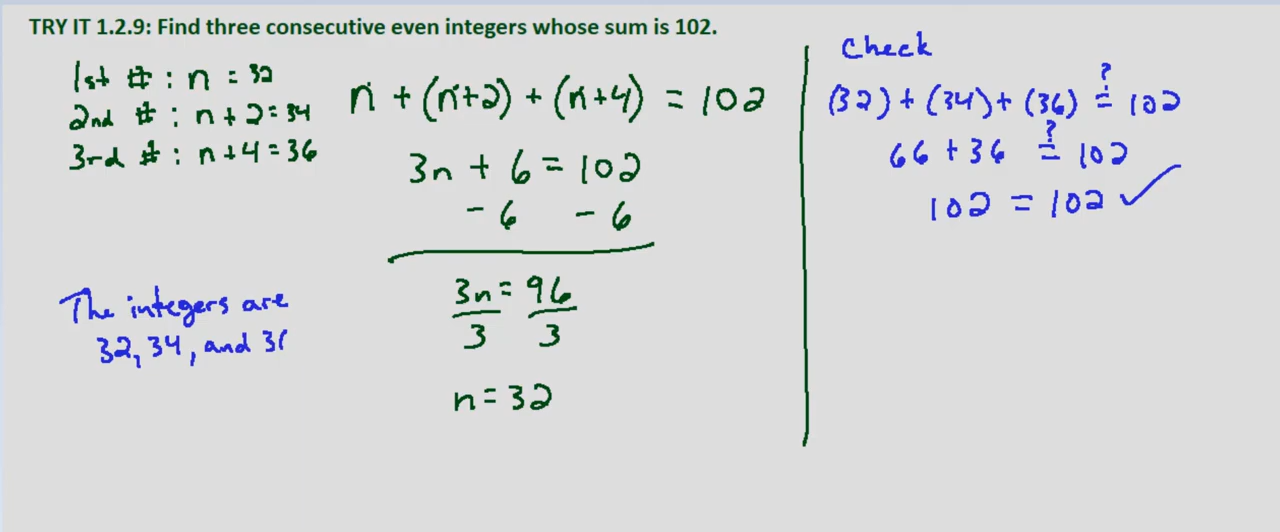 TRY IT 1.2.9: Find three consecutive even integers whose sum is 102.
1st # : n = 32
2nd # : n + 2 = 34
3rd # : n + 4 = 36
n + (n+2) + (n+4) = 102
3n + 6 = 102
- 6 - 6
3n = 96
3 3
n = 32
The integers are
32, 34, and
Check
(32) + (34) + (36) ≟ 102
66 + 36 ≟ 102
102 = 102 ✓